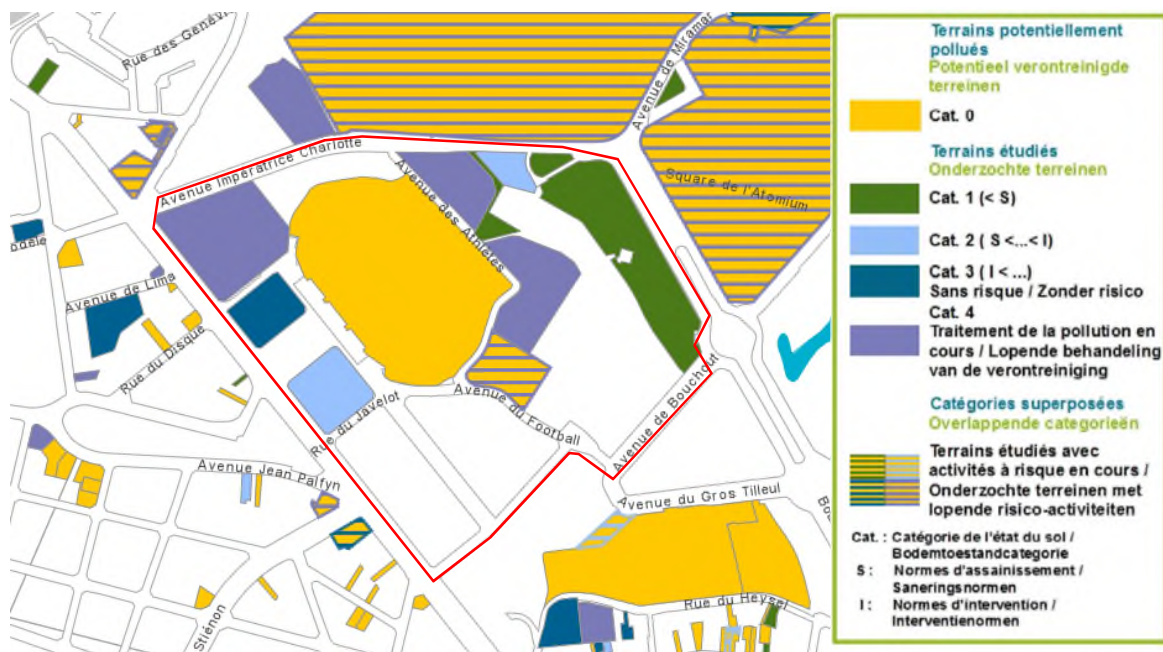 Rue des Genévr
Avenue de Miramar
Avenue Impératrice Charlotte
Avenue des Athlètes
Square de l'Atomium
odèle
Avenue de Lima
Rue du Disque
Rue du Javelot
Avenue du Football
Avenue de Bouchout
Avenue Jean Palfyn
Avenue du Gros Tilleul
Bo
Rue du Heysel
Stiénon
Terrains potentiellement
pollués
Potentieel verontreinigde
terreinen
Cat. 0
Terrains étudiés
Onderzochte terreinen
Cat. 1 (< S)
Cat. 2 ( S <...< I)
Cat. 3 ( I < ...)
Sans risque / Zonder risico
Cat. 4
Traitement de la pollution en
cours / Lopende behandeling
van de verontreiniging
Catégories superposées
Overlappende categorieën
Terrains étudiés avec
activités à risque en cours /
Onderzochte terreinen met
lopende risico-activiteiten
Cat. : Catégorie de l'état du sol /
Bodemtoestandcategorie
S : Normes d'assainissement /
Saneringsnormen
I : Normes d'intervention /
Interventienormen